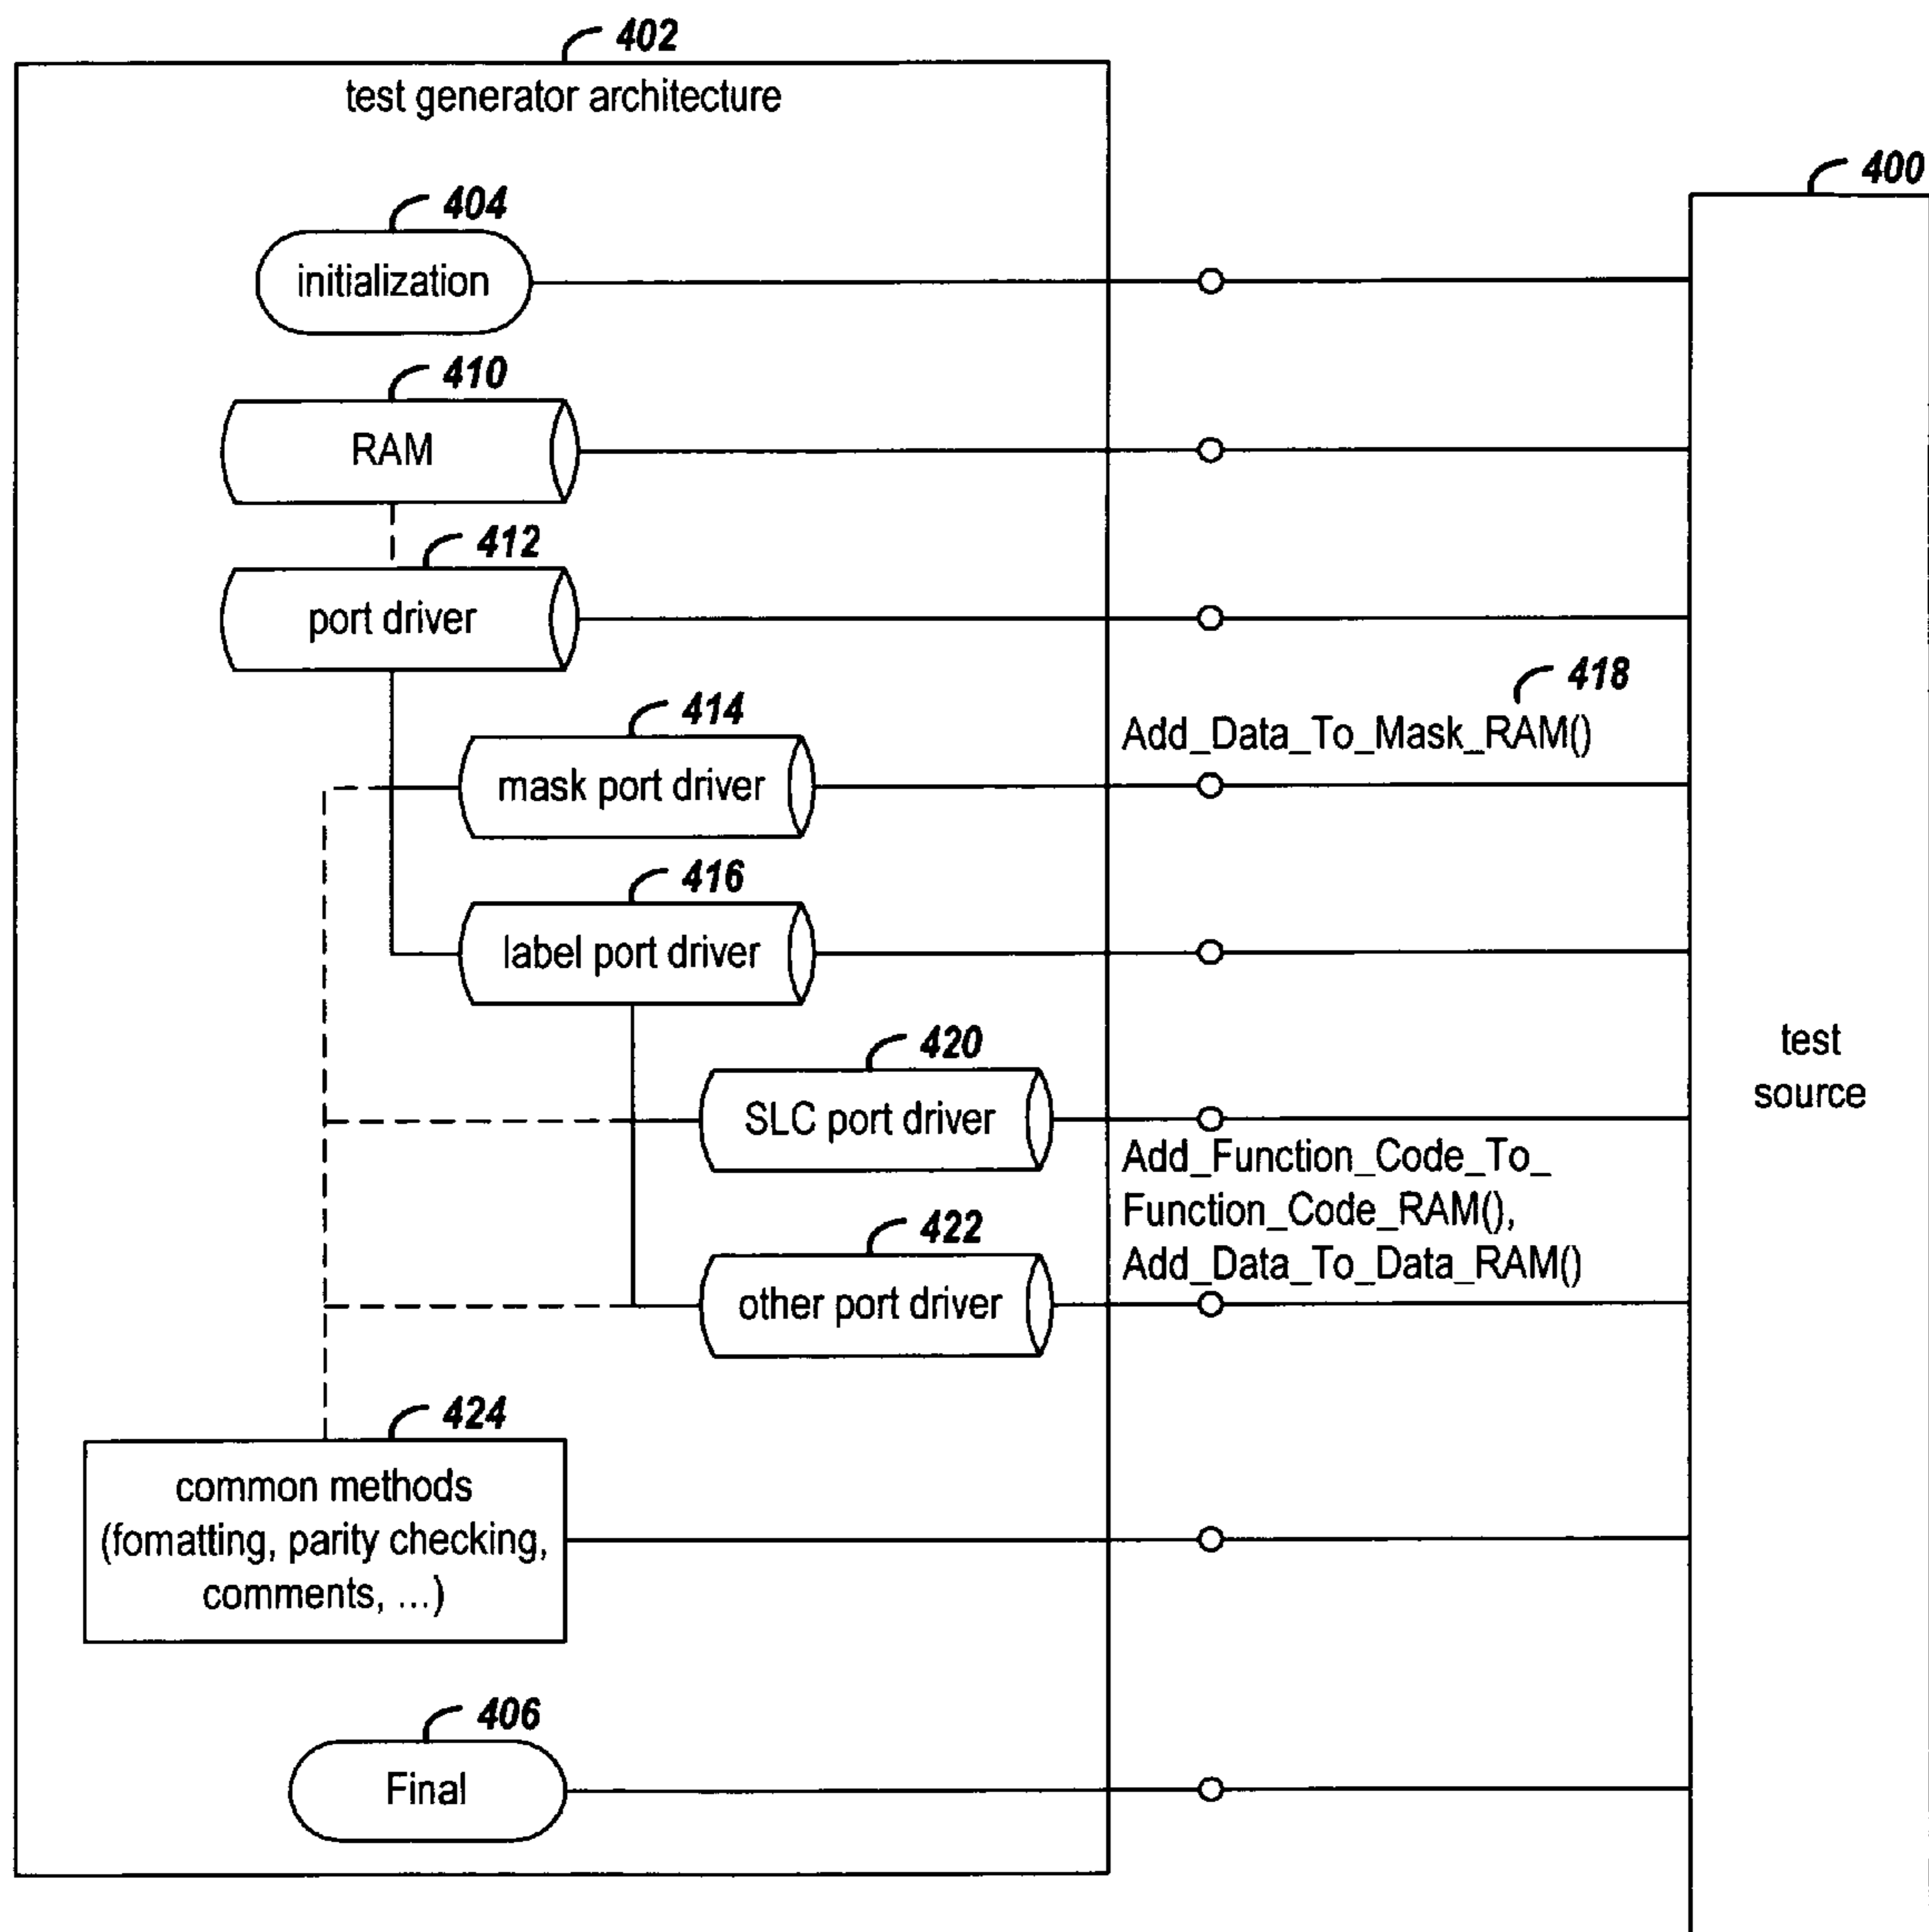 402
test generator architecture
400
404
initialization
410
RAM
412
port driver
418
414
Add_Data_To_Mask_RAM()
mask port driver
416
label port driver
test
source
420
SLC port driver
Add_Function_Code_To_
Function_Code_RAM(),
Add_Data_To_Data_RAM()
422
other port driver
424
common methods
(fomatting, parity checking,
comments, ...)
406
Final